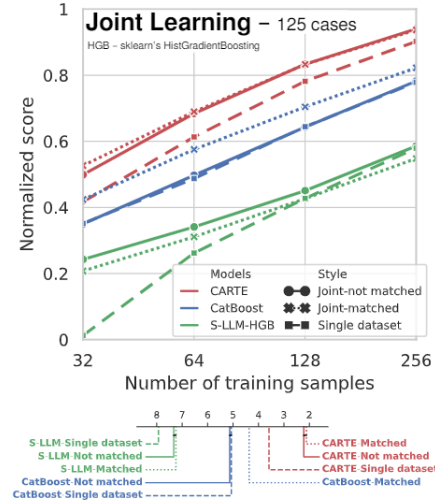 Joint Learning – 125 cases
HGB – sklearn's HistGradientBoosting
1
0.8
0.6
0.4
0.2
0
Normalized score
Models
CARTE
CatBoost
S-LLM-HGB
Style
Joint-not matched
Joint-matched
Single dataset
32 64 128 256
Number of training samples
8 7 6 5 4 3 2
S-LLM-Single dataset
S-LLM-Not matched
S-LLM-Matched
CatBoost-Not matched
CatBoost-Single dataset
CARTE-Matched
CARTE-Not matched
CARTE-Single dataset
CatBoost-Matched